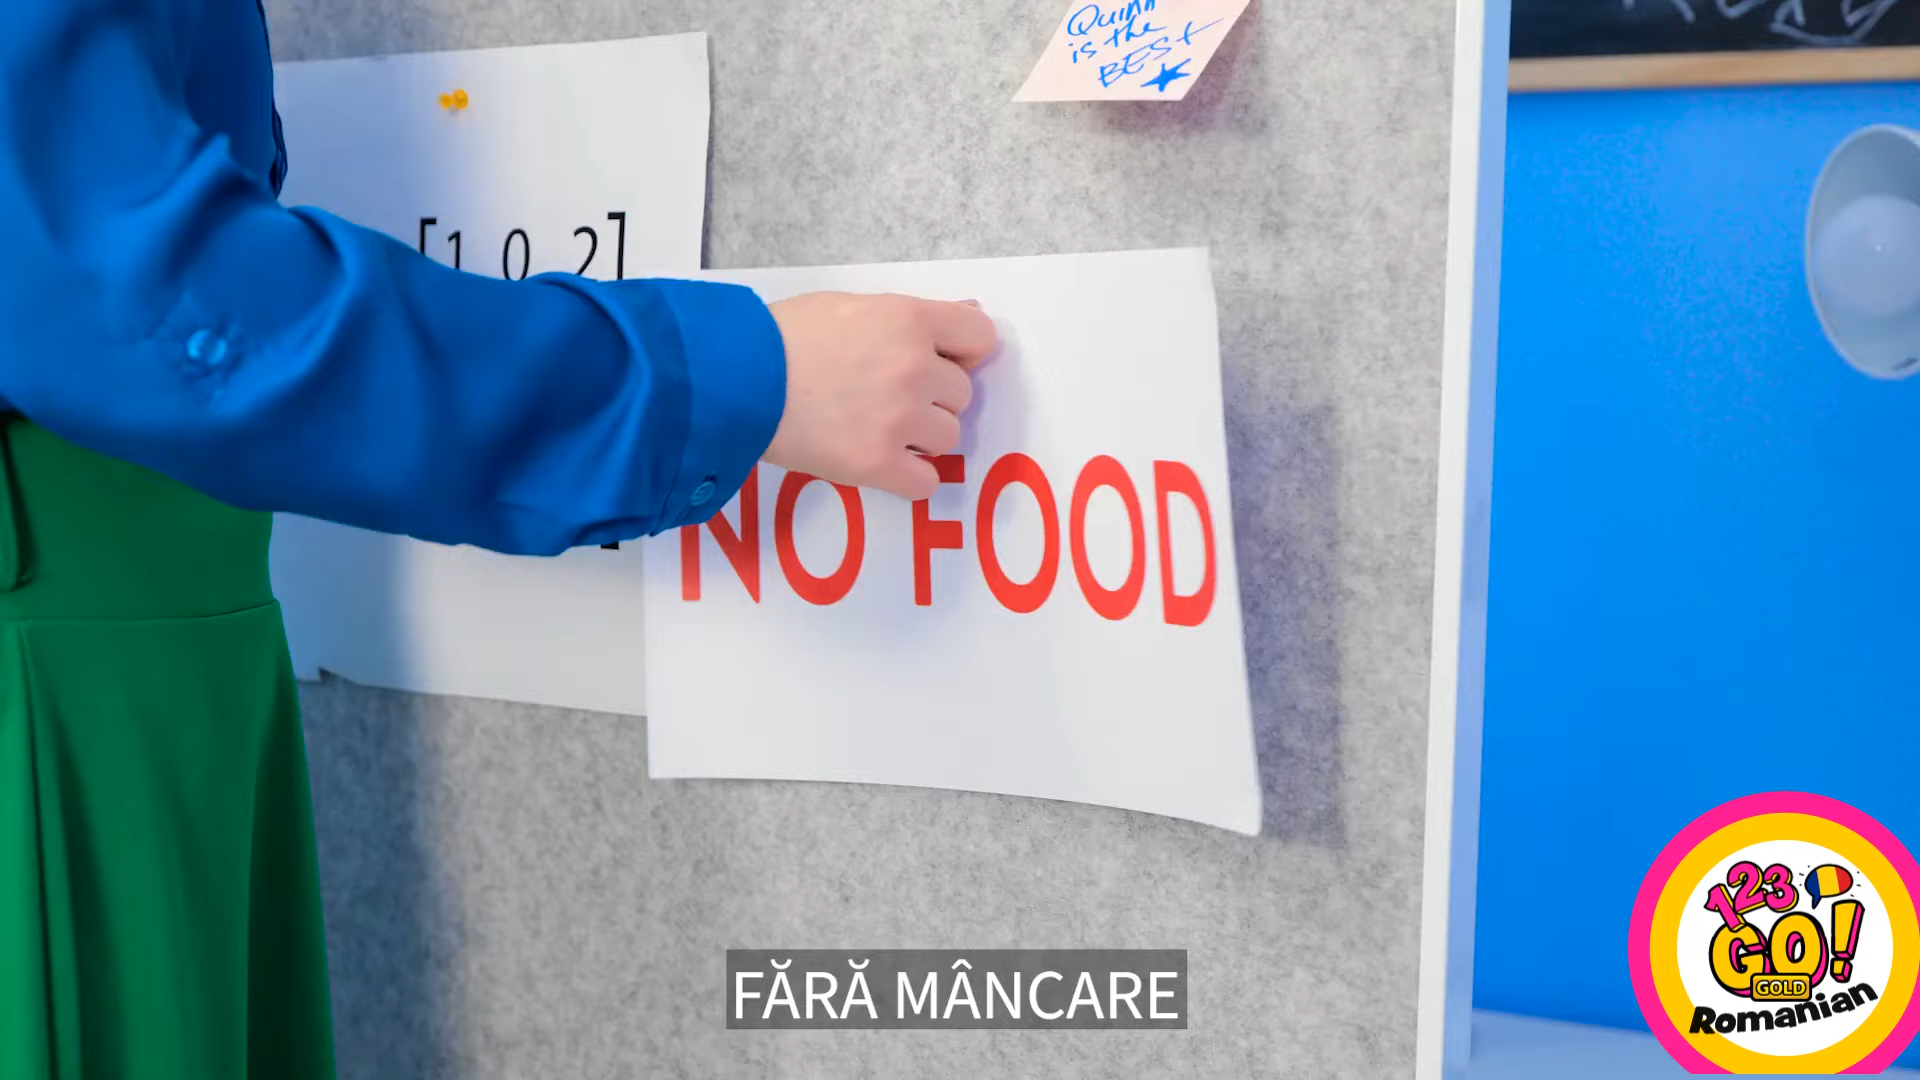 Quinn
is the
BEST
[1 0 2]
NO FOOD
FĂRĂ MÂNCARE
123
GO!
GOLD
Romanian